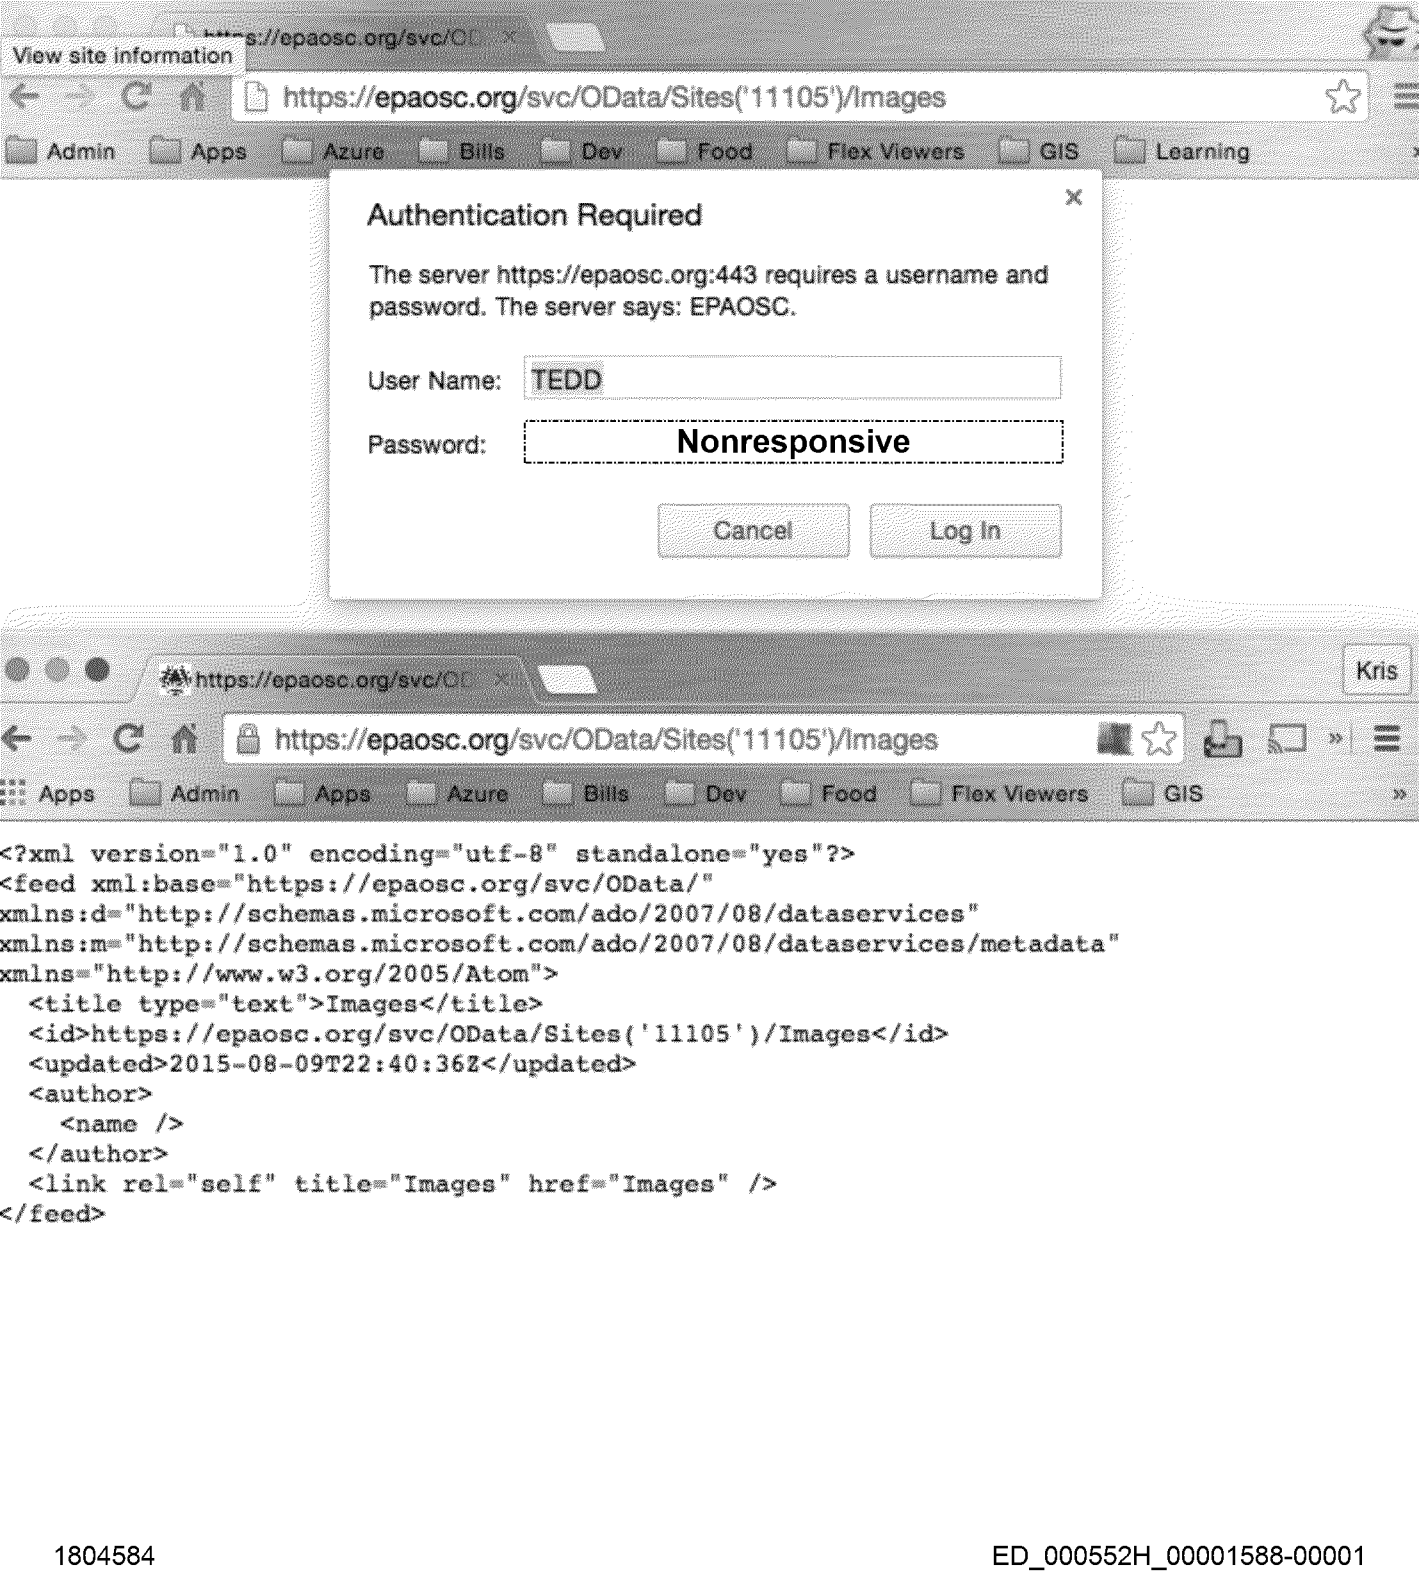 https://epaosc.org/svc/OD
View site information
https://epaosc.org/svc/OData/Sites('11105')/Images
Admin Apps Azure Bills Dev Food Flex Viewers GIS Learning
Authentication Required
The server https://epaosc.org:443 requires a username and
password. The server says: EPAOSC.
User Name: TEDD
Password: Nonresponsive
Cancel Log In
https://epaosc.org/svc/OD Kris
https://epaosc.org/svc/OData/Sites('11105')/Images »
Apps Admin Apps Azure Bills Dev Food Flex Viewers GIS »
<?xml version="1.0" encoding="utf-8" standalone="yes"?>
<feed xml:base="https://epaosc.org/svc/OData/"
xmlns:d="http://schemas.microsoft.com/ado/2007/08/dataservices"
xmlns:m="http://schemas.microsoft.com/ado/2007/08/dataservices/metadata"
xmlns="http://www.w3.org/2005/Atom">
<title type="text">Images</title>
<id>https://epaosc.org/svc/OData/Sites('11105')/Images</id>
<updated>2015-08-09T22:40:36Z</updated>
<author>
<name />
</author>
<link rel="self" title="Images" href="Images" />
</feed>
1804584 ED_000552H_00001588-00001